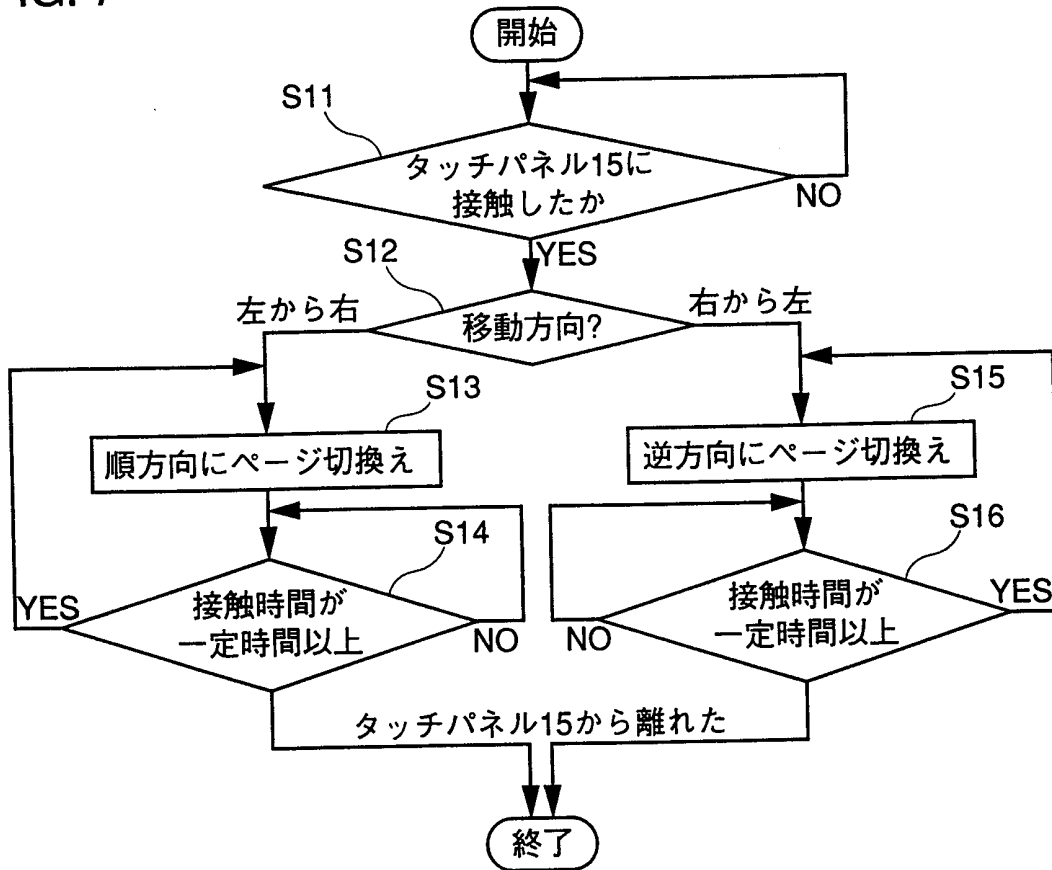 開始
S11
タッチパネル15に
接触したか
NO
YES
S12
左から右
移動方向?
右から左
S13
順方向にページ切換え
S15
逆方向にページ切換え
S14
接触時間が
一定時間以上
YES
NO
S16
接触時間が
一定時間以上
NO
YES
タッチパネル15から離れた
終了